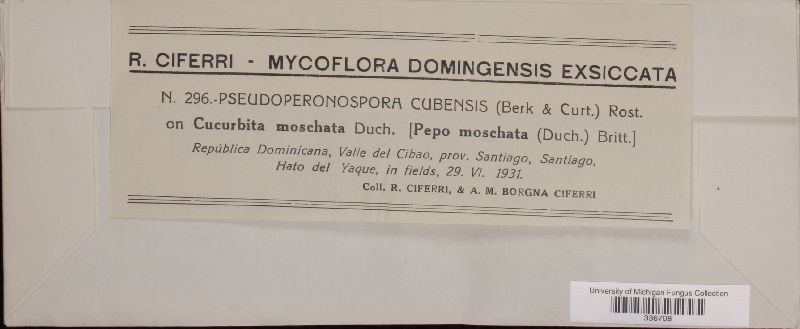 R. CIFERRI - MYCOFLORA DOMINGENSIS EXSICCATA
N. 296.-PSEUDOPERONOSPORA CUBENSIS (Berk & Curt.) Rost.
on Cucurbita moschata Duch. [Pepo moschata (Duch.) Britt.]
República Dominicana, Valle del Cibao, prov. Santiago, Santiago,
Hato del Yaque, in fields, 29. VI. 1931.
Coll. R. CIFERRI, & A. M. BORGNA CIFERRI
University of Michigan Fungus Collection
336708